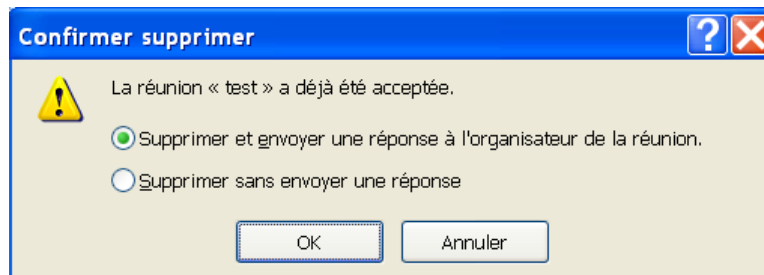 Confirmer supprimer
La réunion « test » a déjà été acceptée.
Supprimer et envoyer une réponse à l'organisateur de la réunion.
Supprimer sans envoyer une réponse
OK Annuler